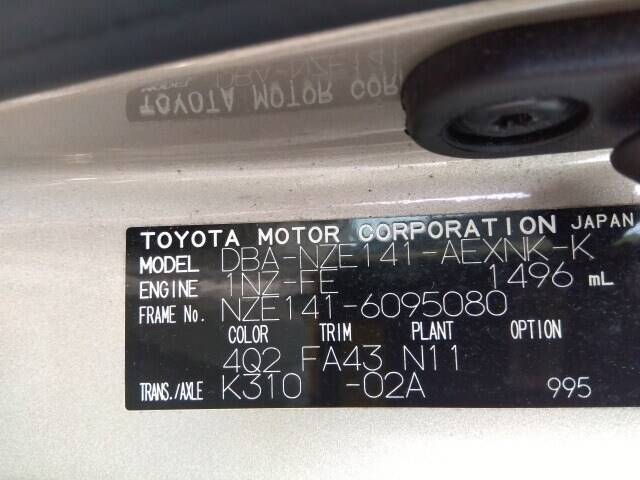 TOYOTA MOTOR CORPORATION JAPAN
MODEL DBA-NZE141-AEXNK-K
ENGINE 1NZ-FE 1496 mL
FRAME No. NZE141-6095080
COLOR TRIM PLANT OPTION
4Q2 FA43 N11
TRANS./AXLE K310 -02A 995